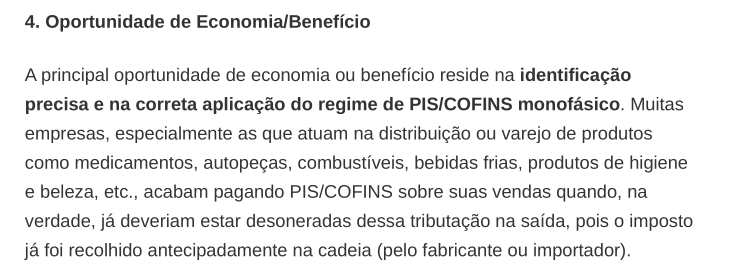 4. Oportunidade de Economia/Benefício
A principal oportunidade de economia ou benefício reside na identificação
precisa e na correta aplicação do regime de PIS/COFINS monofásico. Muitas
empresas, especialmente as que atuam na distribuição ou varejo de produtos
como medicamentos, autopeças, combustíveis, bebidas frias, produtos de higiene
e beleza, etc., acabam pagando PIS/COFINS sobre suas vendas quando, na
verdade, já deveriam estar desoneradas dessa tributação na saída, pois o imposto
já foi recolhido antecipadamente na cadeia (pelo fabricante ou importador).